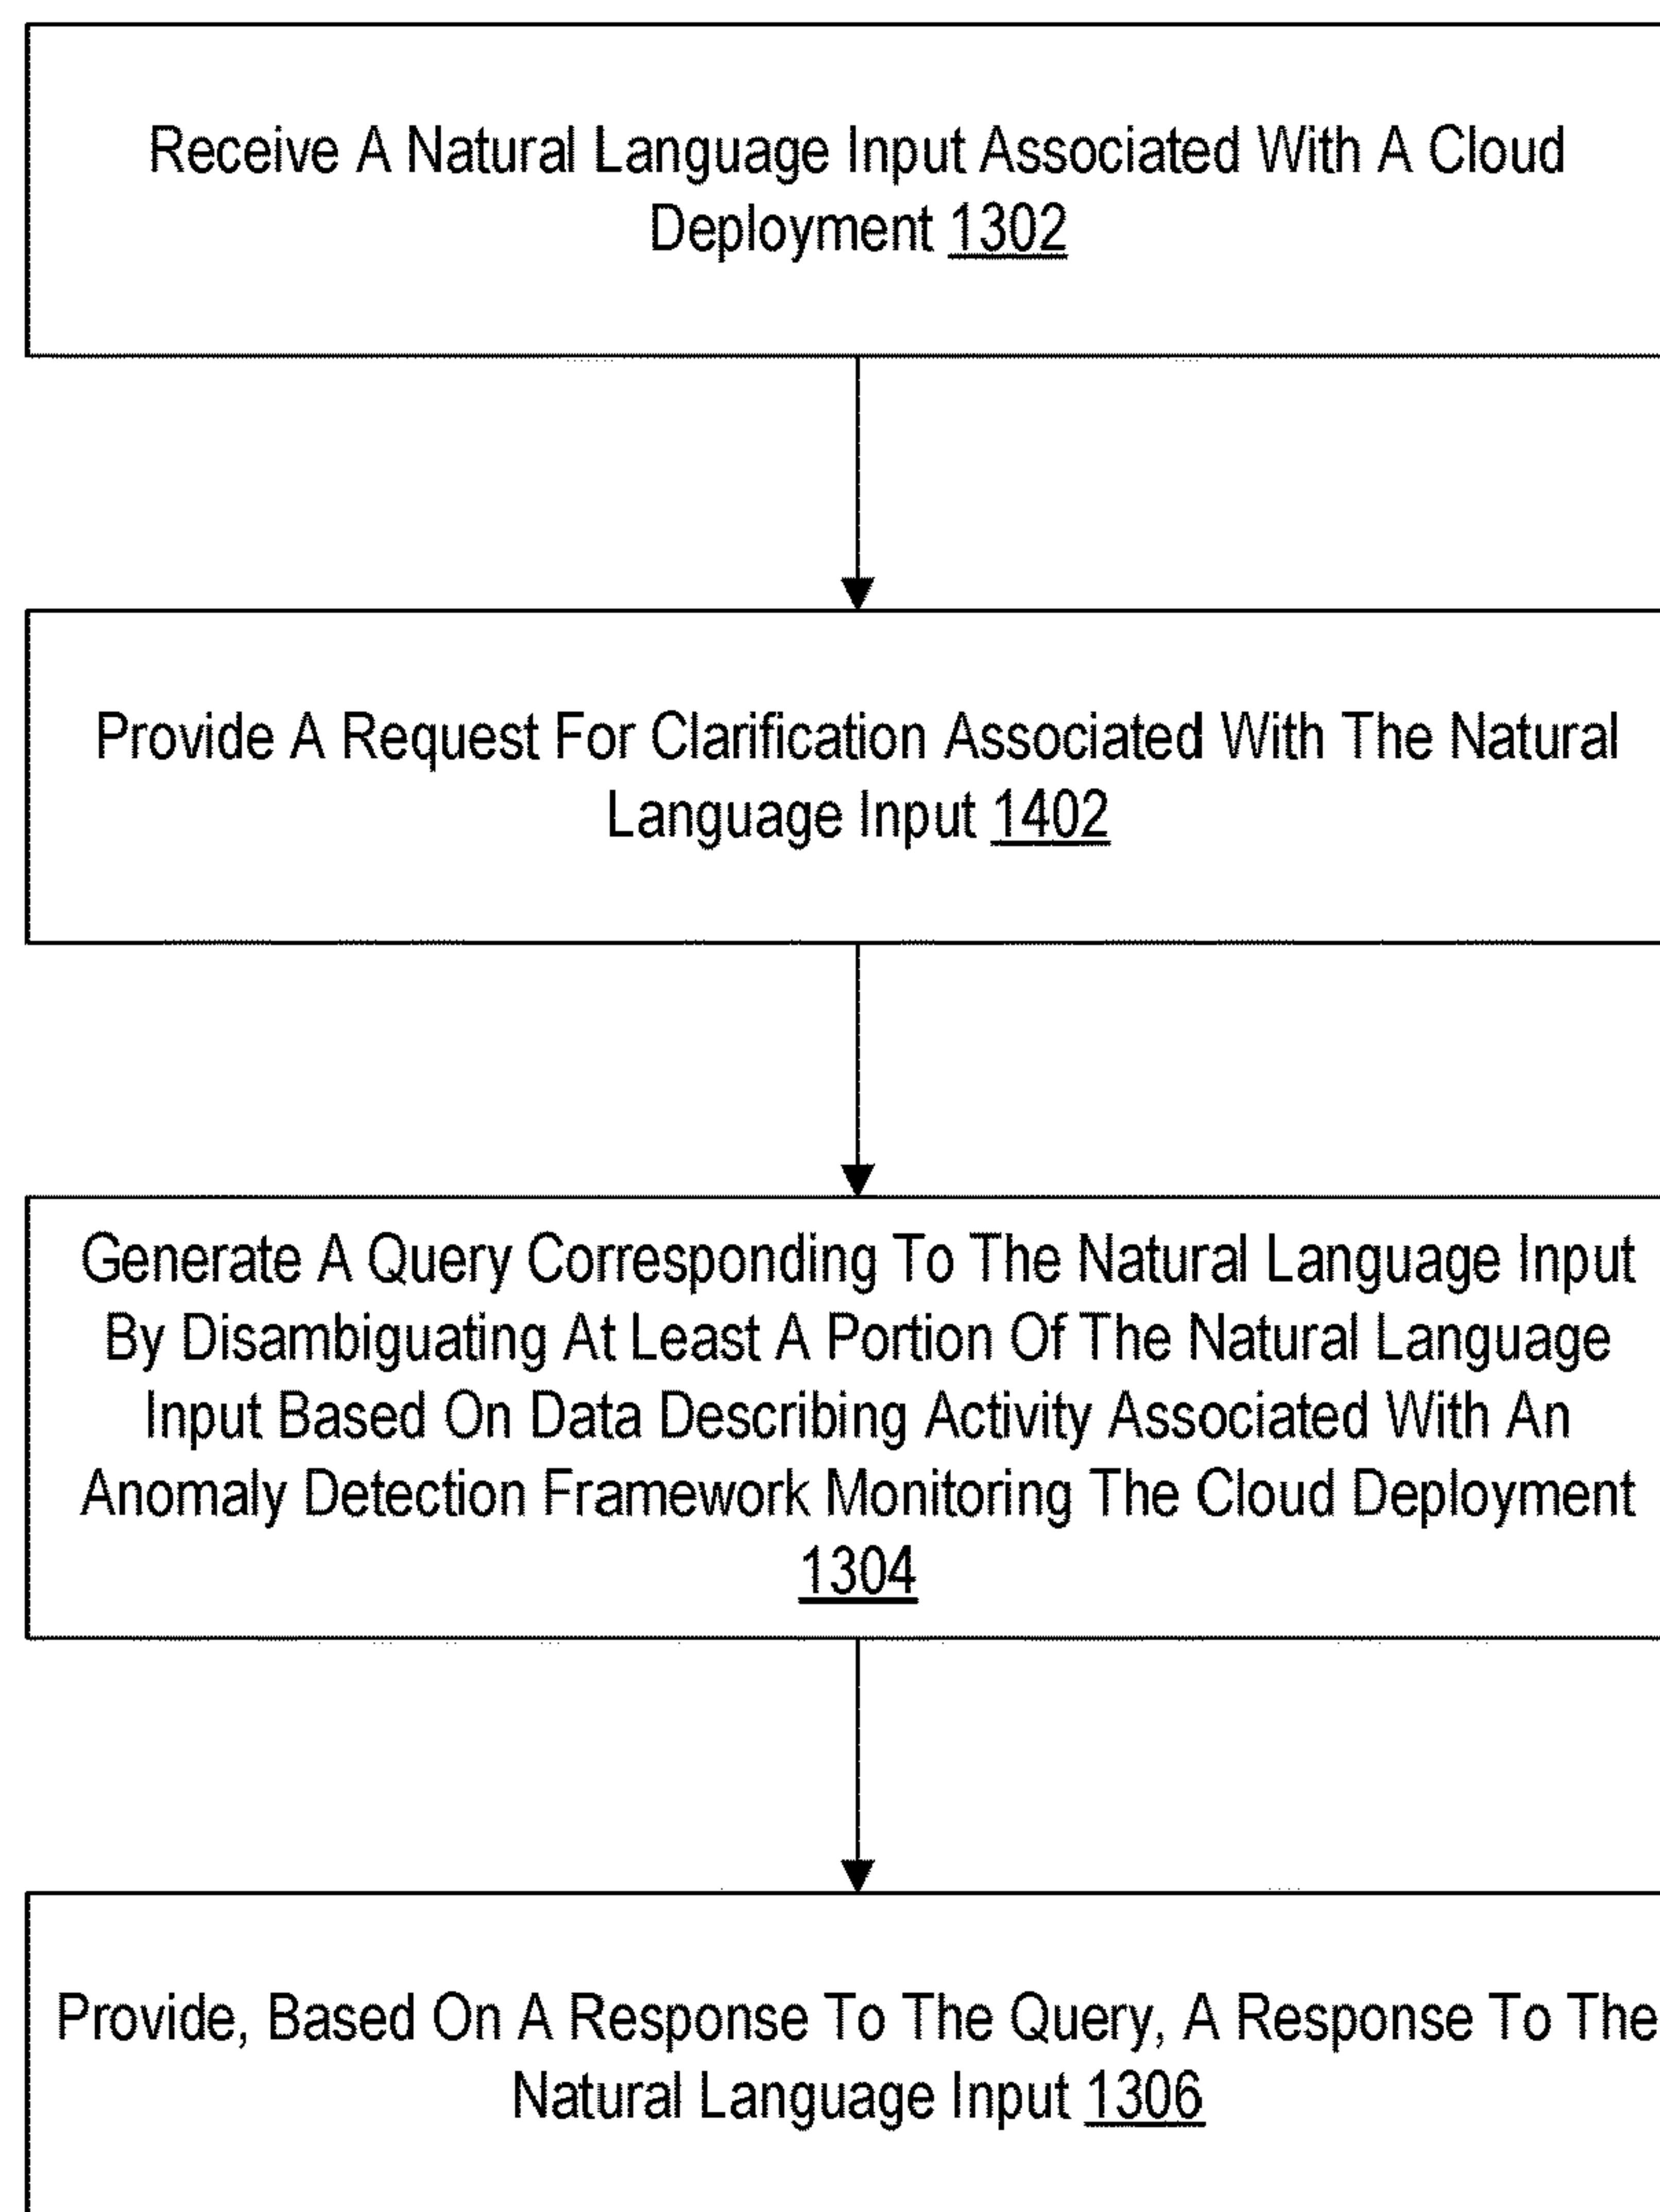 Receive A Natural Language Input Associated With A Cloud
Deployment 1302
Provide A Request For Clarification Associated With The Natural
Language Input 1402
Generate A Query Corresponding To The Natural Language Input
By Disambiguating At Least A Portion Of The Natural Language
Input Based On Data Describing Activity Associated With An
Anomaly Detection Framework Monitoring The Cloud Deployment
1304
Provide, Based On A Response To The Query, A Response To The
Natural Language Input 1306